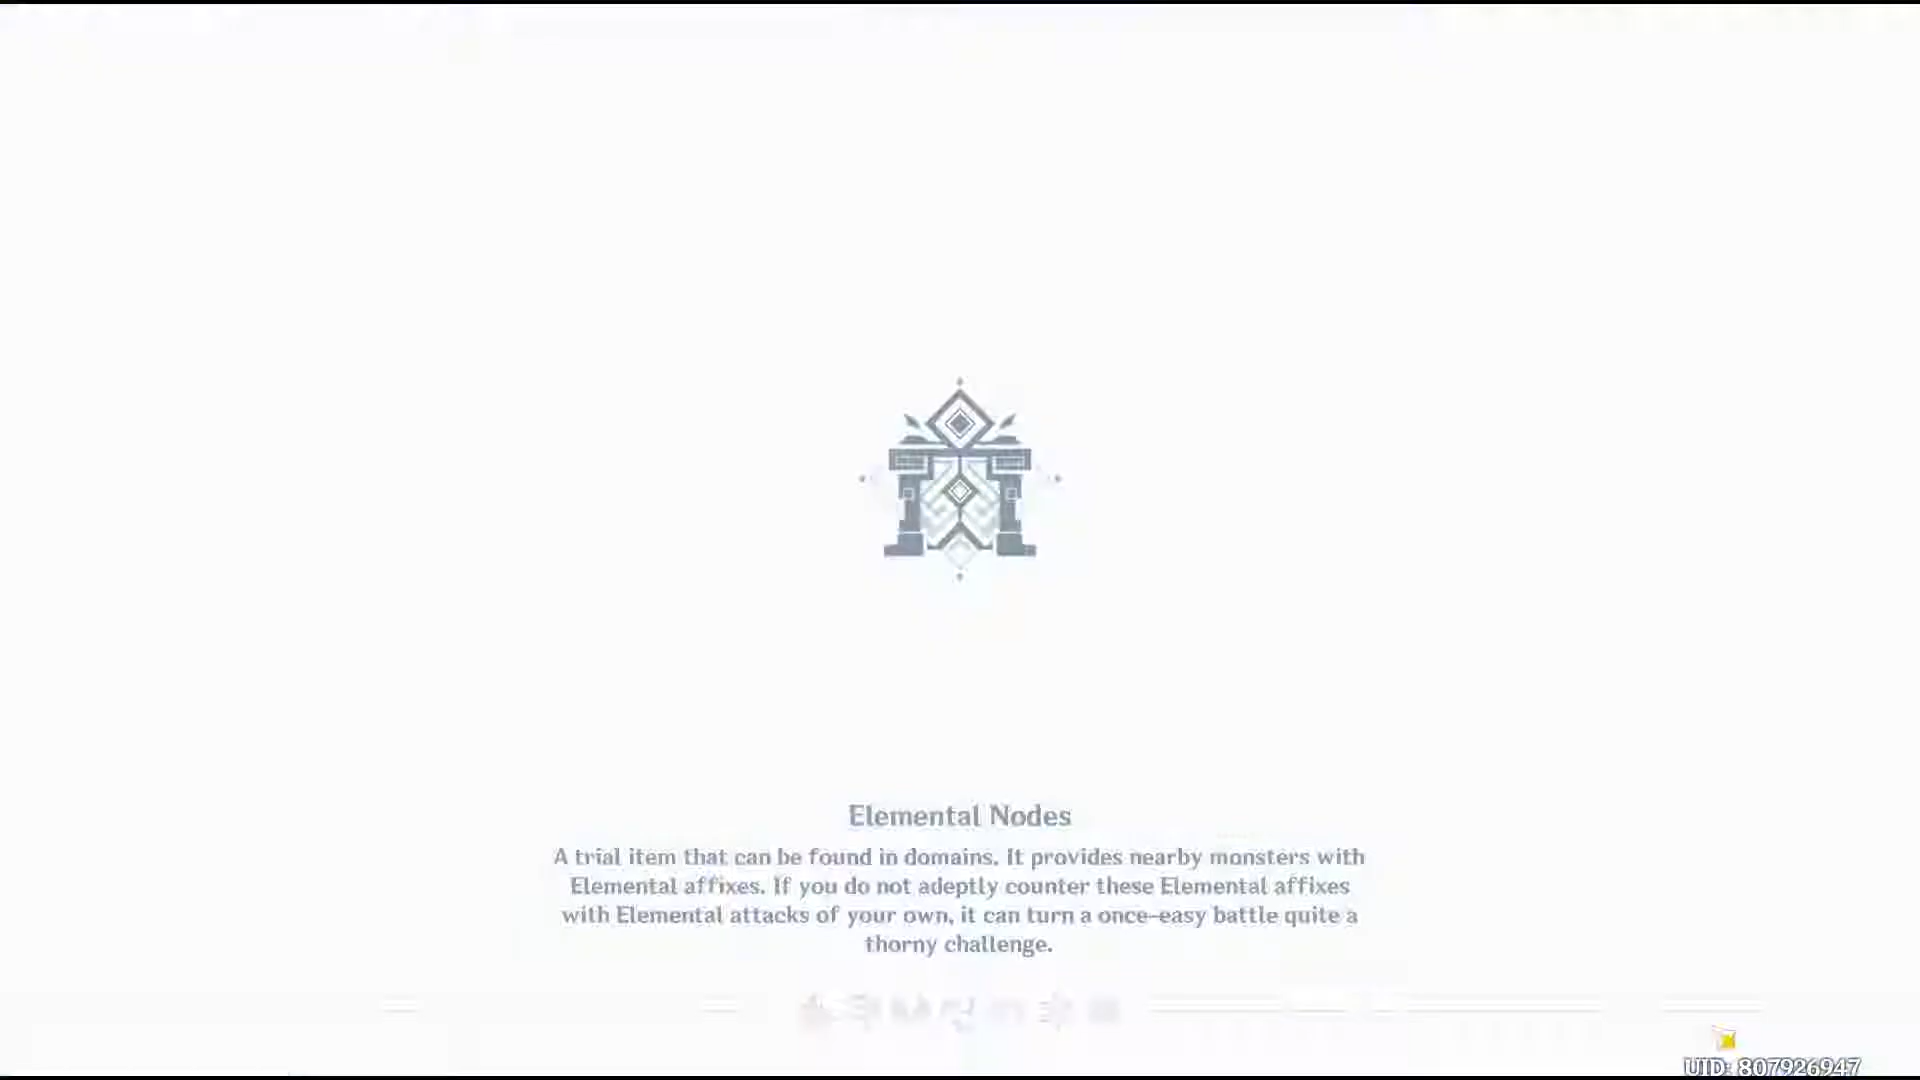 Elemental Nodes
A trial item that can be found in domains. It provides nearby monsters with
Elemental affixes. If you do not adeptly counter these Elemental affixes
with Elemental attacks of your own, it can turn a once-easy battle quite a
thorny challenge.
UID: 807926947